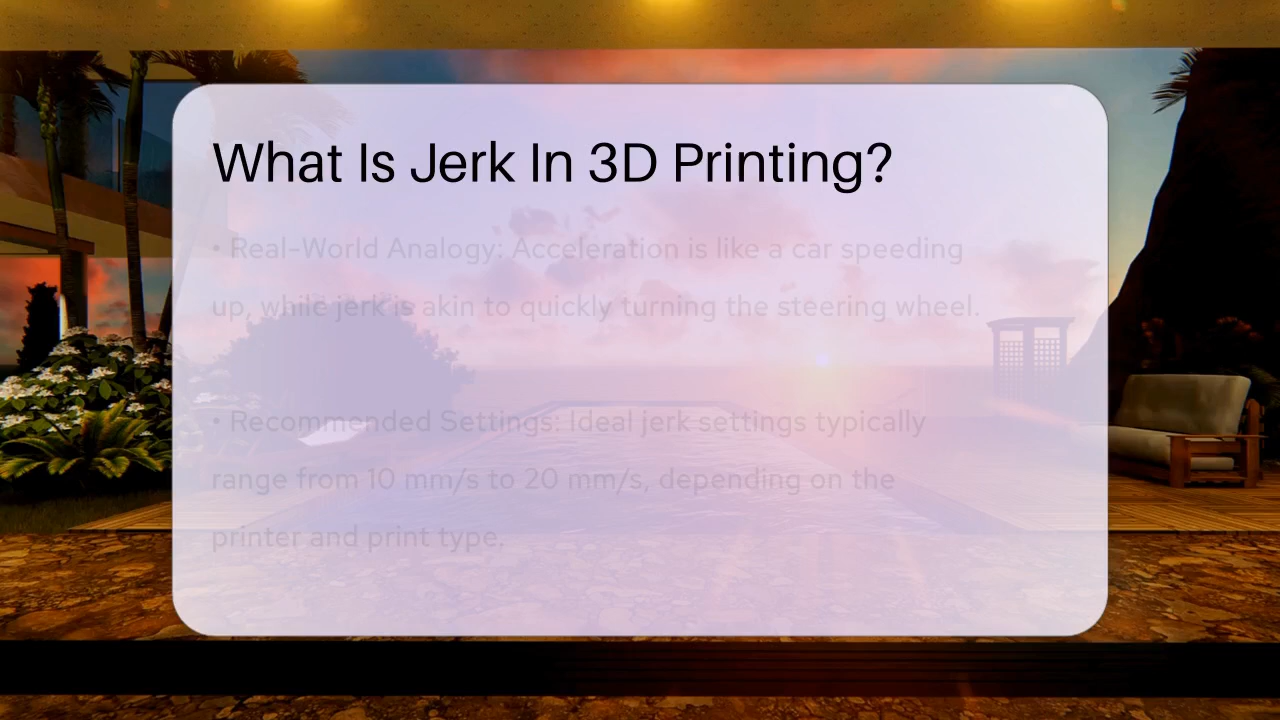 What Is Jerk In 3D Printing?
• Real-World Analogy: Acceleration is like a car speeding
up, while jerk is akin to quickly turning the steering wheel.
• Recommended Settings: Ideal jerk settings typically
range from 10 mm/s to 20 mm/s, depending on the
printer and print type.